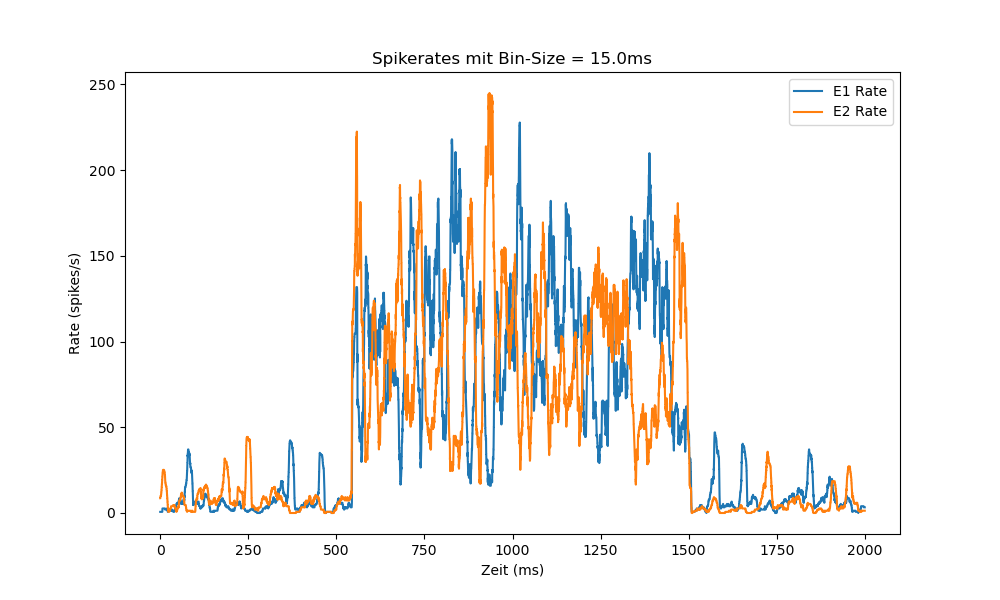 Spikerates mit Bin-Size = 15.0ms
E1 Rate
E2 Rate
250
200
150
100
50
0
Rate (spikes/s)
0 250 500 750 1000 1250 1500 1750 2000
Zeit (ms)